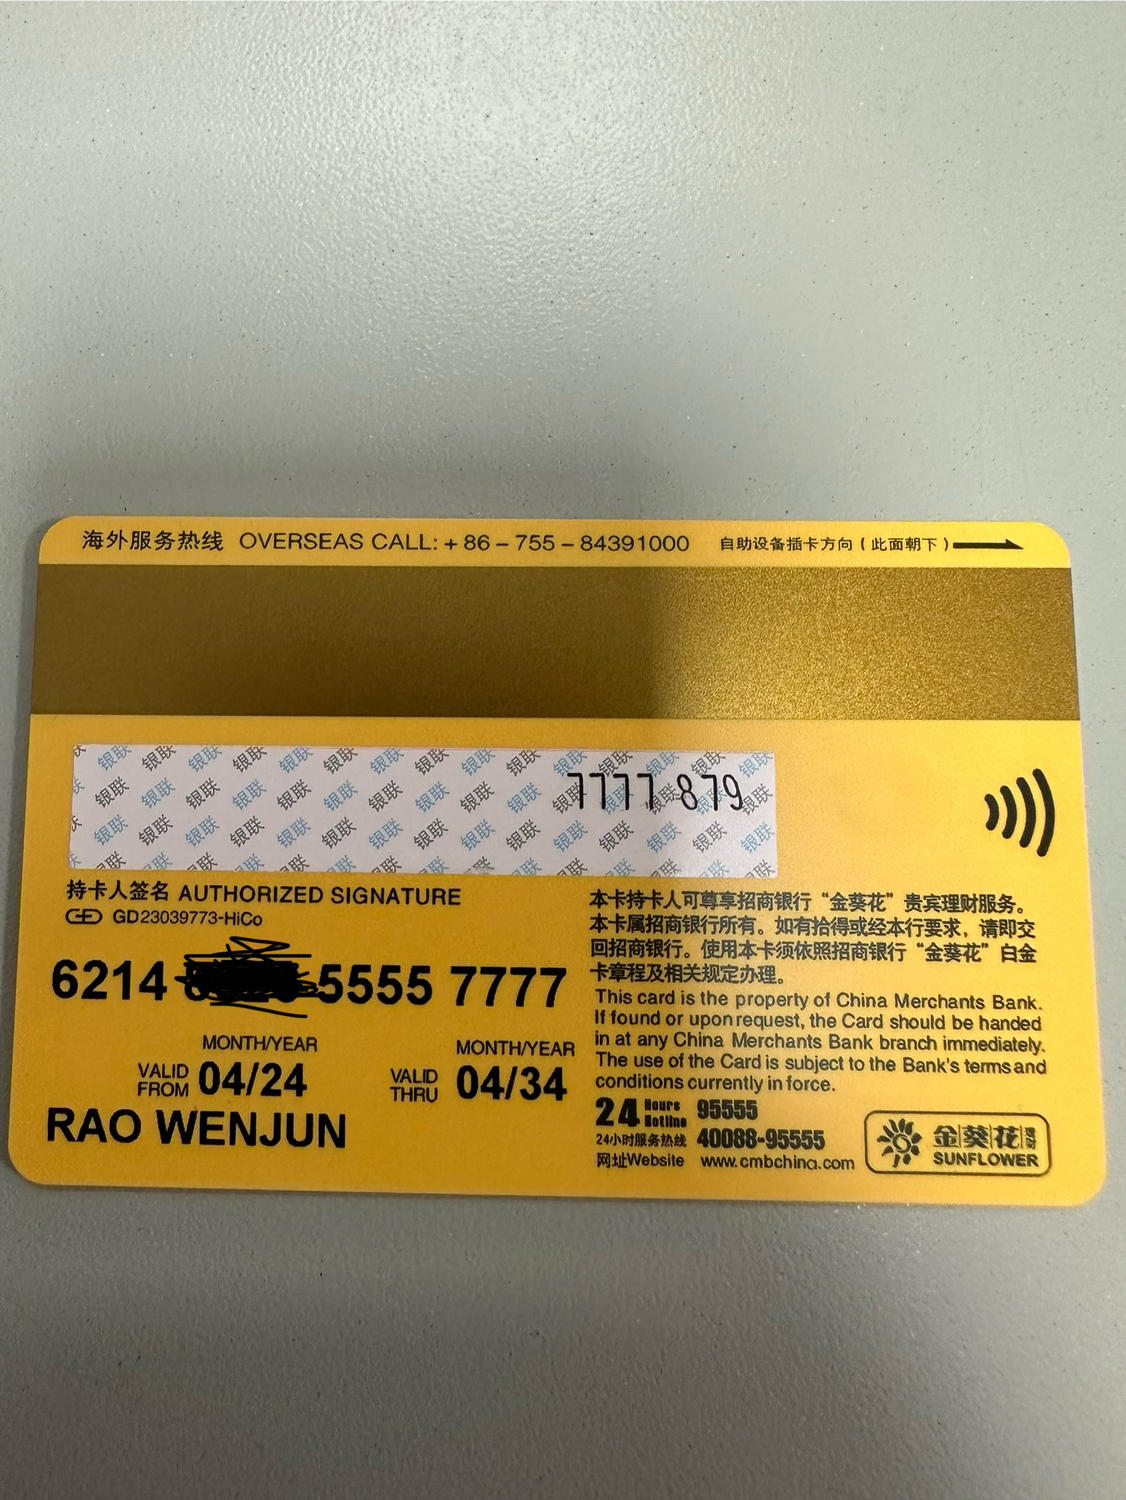 海外服务热线 OVERSEAS CALL: + 86 – 755 – 84391000 自助设备插卡方向（此面朝下）
银联
7777 879
持卡人签名 AUTHORIZED SIGNATURE
GD23039773-HiCo
6214 5555 7777
MONTH/YEAR MONTH/YEAR
VALID FROM 04/24 VALID THRU 04/34
RAO WENJUN
本卡持卡人可尊享招商银行“金葵花”贵宾理财服务。
本卡属招商银行所有。如有拾得或经本行要求，请即交
回招商银行。使用本卡须依照招商银行“金葵花”白金
卡章程及相关规定办理。
This card is the property of China Merchants Bank.
If found or upon request, the Card should be handed
in at any China Merchants Bank branch immediately.
The use of the Card is subject to the Bank's terms and
conditions currently in force.
24 Hours Hotline 95555
24小时服务热线 40088-95555
网址Website www.cmbchina.com
金葵花理财
SUNFLOWER